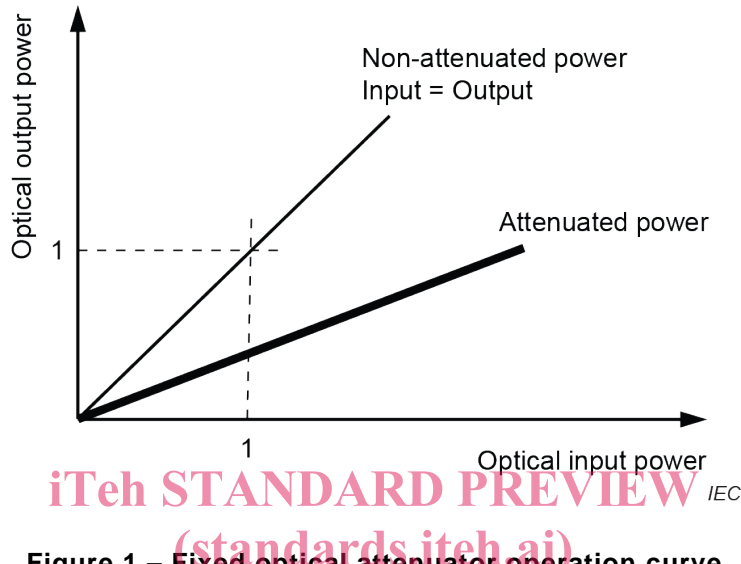 Optical output power
Non-attenuated power
Input = Output
Attenuated power
1
1
Optical input power
iTeh STANDARD PREVIEW
IEC
(standards.iteh.ai)
Figure 1 – Fixed optical attenuator operation curve